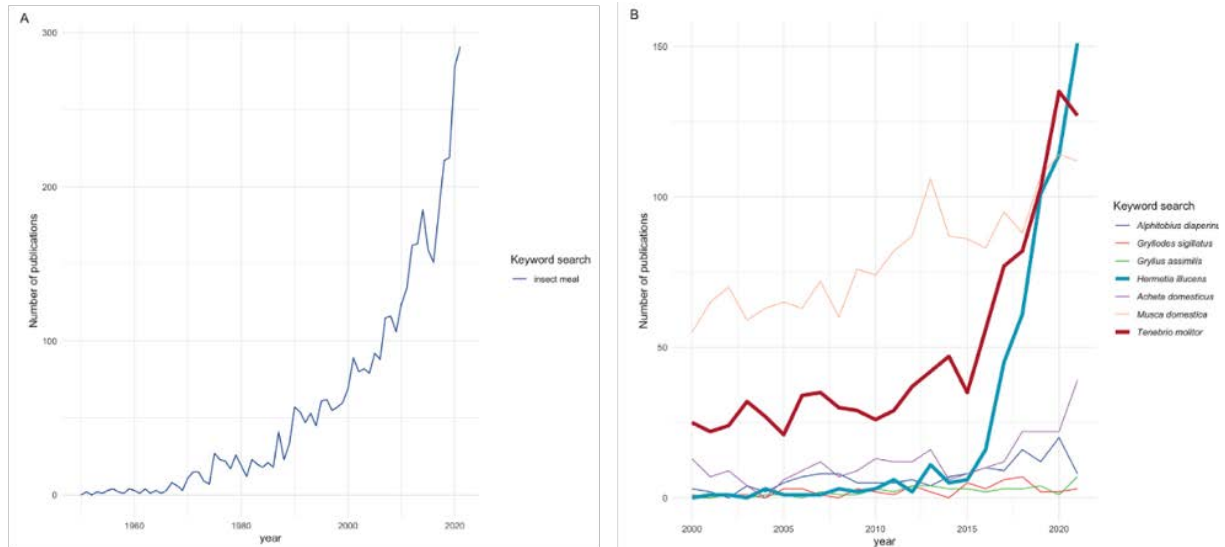 A
300
200
100
0
Number of publications
1960
1980
2000
2020
year
Keyword search
insect meal
B
150
100
50
0
Number of publications
2000
2005
2010
2015
2020
year
Keyword search
Alphitobius diaperinu
Gryllodes sigillatus
Gryllus assimilis
Hermetia illucens
Acheta domesticus
Musca domestica
Tenebrio molitor